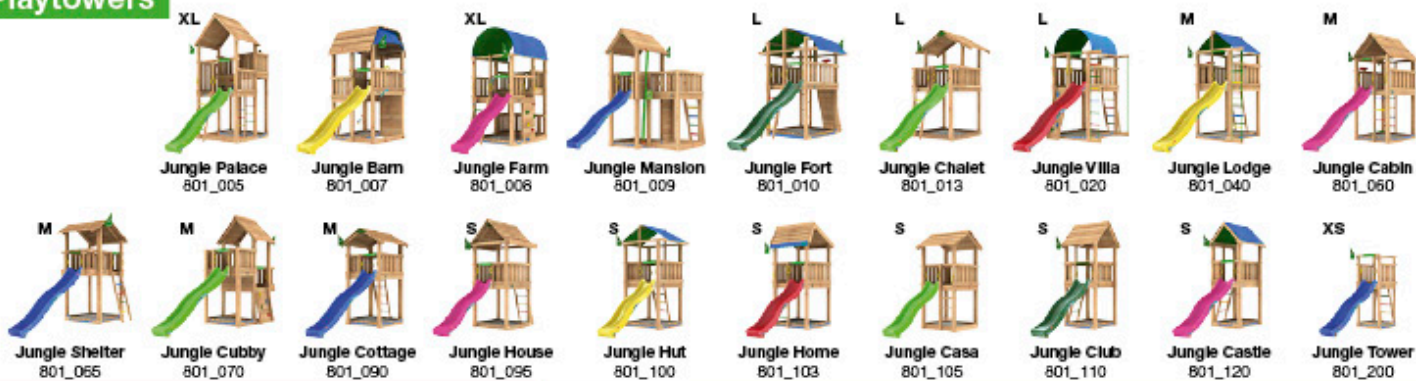 Playtowers
XL XL L L L M M
Jungle Palace Jungle Barn Jungle Farm Jungle Mansion Jungle Fort Jungle Chalet Jungle Villa Jungle Lodge Jungle Cabin
801_005 801_007 801_006 801_009 801_010 801_013 801_020 801_040 801_060
M M M S S S S S S XS
Jungle Shelter Jungle Cubby Jungle Cottage Jungle House Jungle Hut Jungle Home Jungle Casa Jungle Club Jungle Castle Jungle Tower
801_065 801_070 801_090 801_095 801_100 801_103 801_105 801_110 801_120 801_200